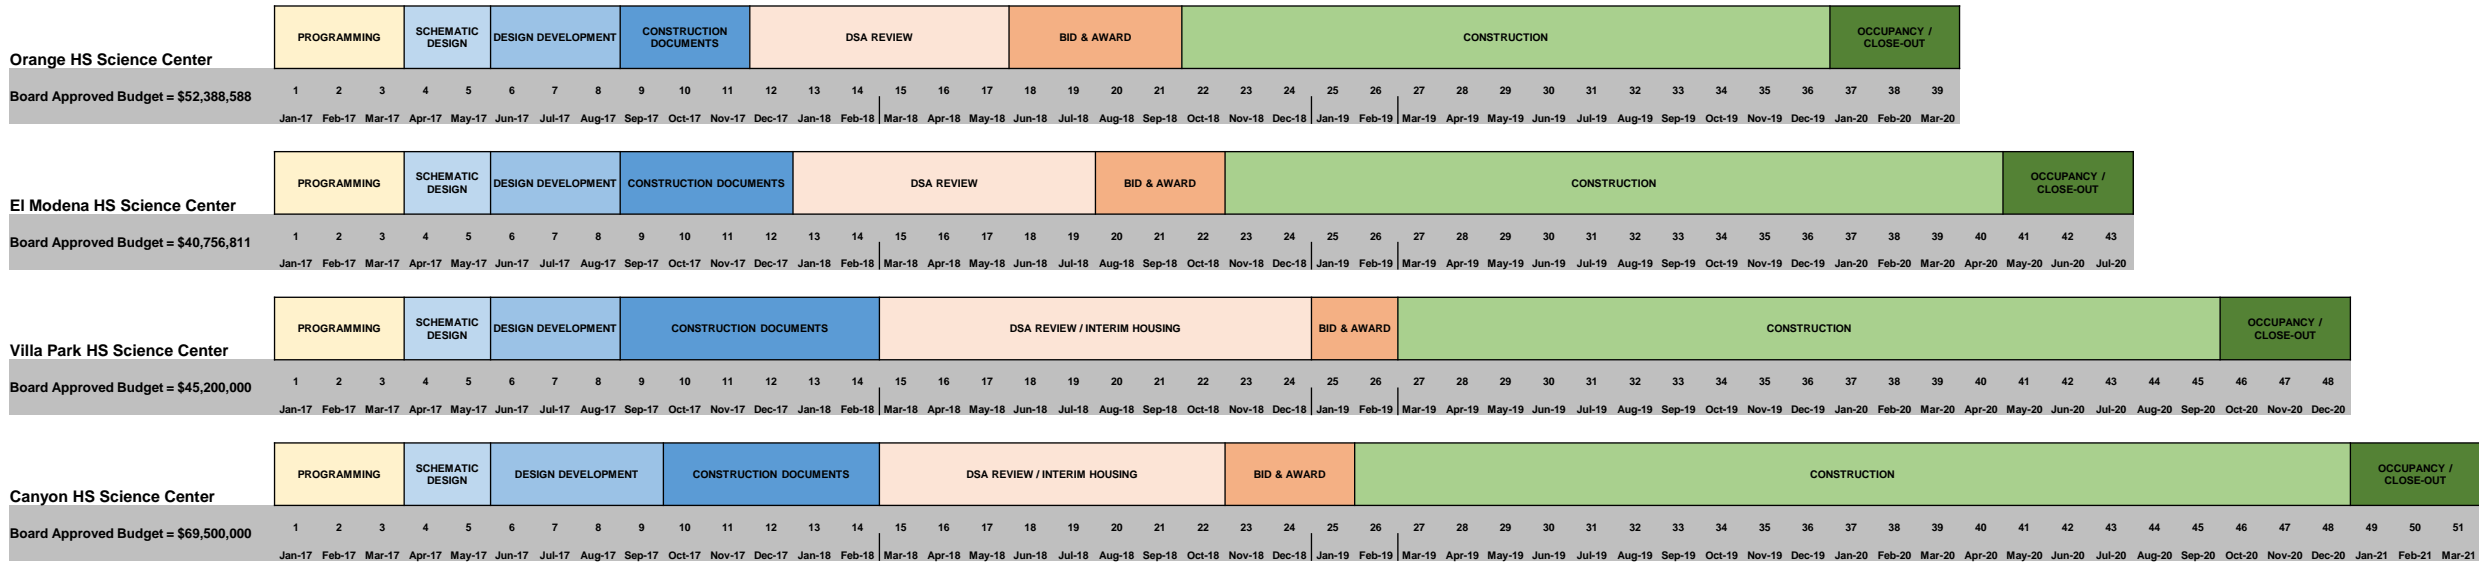 PROGRAMMING SCHEMATIC DESIGN DESIGN DEVELOPMENT CONSTRUCTION DOCUMENTS DSA REVIEW BID & AWARD CONSTRUCTION OCCUPANCY / CLOSE-OUT
Orange HS Science Center
Board Approved Budget = $52,388,588 1 2 3 4 5 6 7 8 9 10 11 12 13 14 15 16 17 18 19 20 21 22 23 24 25 26 27 28 29 30 31 32 33 34 35 36 37 38 39
Jan-17 Feb-17 Mar-17 Apr-17 May-17 Jun-17 Jul-17 Aug-17 Sep-17 Oct-17 Nov-17 Dec-17 Jan-18 Feb-18 Mar-18 Apr-18 May-18 Jun-18 Jul-18 Aug-18 Sep-18 Oct-18 Nov-18 Dec-18 Jan-19 Feb-19 Mar-19 Apr-19 May-19 Jun-19 Jul-19 Aug-19 Sep-19 Oct-19 Nov-19 Dec-19 Jan-20 Feb-20 Mar-20
PROGRAMMING SCHEMATIC DESIGN DESIGN DEVELOPMENT CONSTRUCTION DOCUMENTS DSA REVIEW BID & AWARD CONSTRUCTION OCCUPANCY / CLOSE-OUT
El Modena HS Science Center
Board Approved Budget = $40,756,811 1 2 3 4 5 6 7 8 9 10 11 12 13 14 15 16 17 18 19 20 21 22 23 24 25 26 27 28 29 30 31 32 33 34 35 36 37 38 39 40 41 42 43
Jan-17 Feb-17 Mar-17 Apr-17 May-17 Jun-17 Jul-17 Aug-17 Sep-17 Oct-17 Nov-17 Dec-17 Jan-18 Feb-18 Mar-18 Apr-18 May-18 Jun-18 Jul-18 Aug-18 Sep-18 Oct-18 Nov-18 Dec-18 Jan-19 Feb-19 Mar-19 Apr-19 May-19 Jun-19 Jul-19 Aug-19 Sep-19 Oct-19 Nov-19 Dec-19 Jan-20 Feb-20 Mar-20 Apr-20 May-20 Jun-20 Jul-20
PROGRAMMING SCHEMATIC DESIGN DESIGN DEVELOPMENT CONSTRUCTION DOCUMENTS DSA REVIEW / INTERIM HOUSING BID & AWARD CONSTRUCTION OCCUPANCY / CLOSE-OUT
Villa Park HS Science Center
Board Approved Budget = $45,200,000 1 2 3 4 5 6 7 8 9 10 11 12 13 14 15 16 17 18 19 20 21 22 23 24 25 26 27 28 29 30 31 32 33 34 35 36 37 38 39 40 41 42 43 44 45 46 47 48
Jan-17 Feb-17 Mar-17 Apr-17 May-17 Jun-17 Jul-17 Aug-17 Sep-17 Oct-17 Nov-17 Dec-17 Jan-18 Feb-18 Mar-18 Apr-18 May-18 Jun-18 Jul-18 Aug-18 Sep-18 Oct-18 Nov-18 Dec-18 Jan-19 Feb-19 Mar-19 Apr-19 May-19 Jun-19 Jul-19 Aug-19 Sep-19 Oct-19 Nov-19 Dec-19 Jan-20 Feb-20 Mar-20 Apr-20 May-20 Jun-20 Jul-20 Aug-20 Sep-20 Oct-20 Nov-20 Dec-20
PROGRAMMING SCHEMATIC DESIGN DESIGN DEVELOPMENT CONSTRUCTION DOCUMENTS DSA REVIEW / INTERIM HOUSING BID & AWARD CONSTRUCTION OCCUPANCY / CLOSE-OUT
Canyon HS Science Center
Board Approved Budget = $69,500,000 1 2 3 4 5 6 7 8 9 10 11 12 13 14 15 16 17 18 19 20 21 22 23 24 25 26 27 28 29 30 31 32 33 34 35 36 37 38 39 40 41 42 43 44 45 46 47 48 49 50 51
Jan-17 Feb-17 Mar-17 Apr-17 May-17 Jun-17 Jul-17 Aug-17 Sep-17 Oct-17 Nov-17 Dec-17 Jan-18 Feb-18 Mar-18 Apr-18 May-18 Jun-18 Jul-18 Aug-18 Sep-18 Oct-18 Nov-18 Dec-18 Jan-19 Feb-19 Mar-19 Apr-19 May-19 Jun-19 Jul-19 Aug-19 Sep-19 Oct-19 Nov-19 Dec-19 Jan-20 Feb-20 Mar-20 Apr-20 May-20 Jun-20 Jul-20 Aug-20 Sep-20 Oct-20 Nov-20 Dec-20 Jan-21 Feb-21 Mar-21